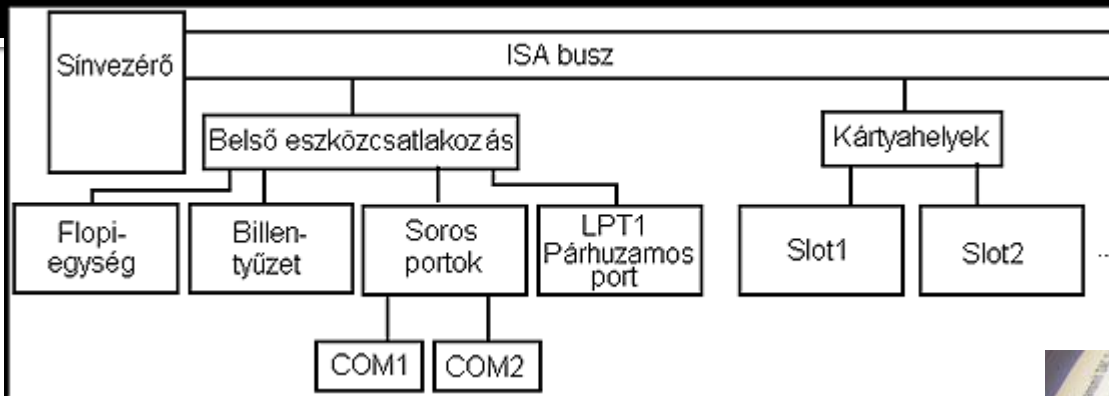 Sínvezérő
ISA busz
Belső eszközcsatlakozás
Kártyahelyek
Flopi-
egység
Billen-
tyűzet
Soros
portok
LPT1
Párhuzamos
port
Slot1
Slot2
...
COM1
COM2